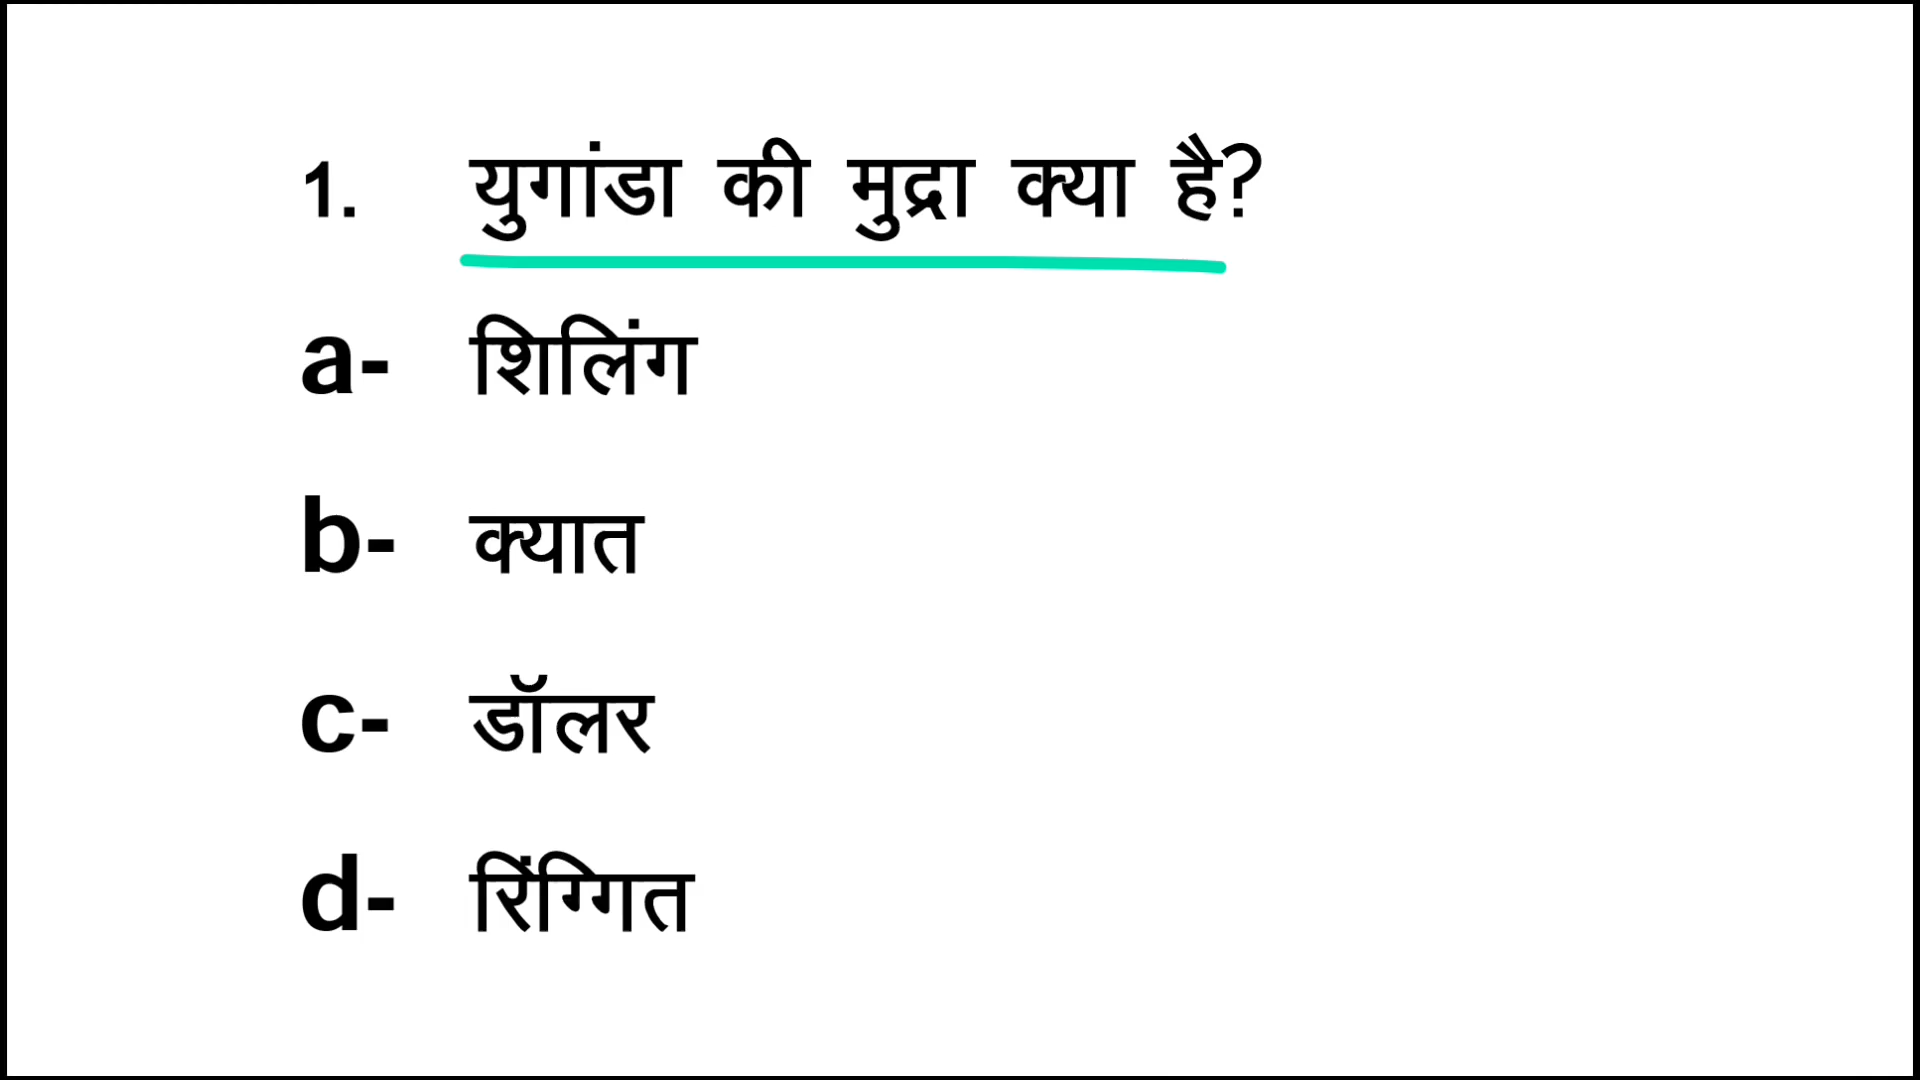 1. युगांडा की मुद्रा क्या है?
a- शिलिंग
b- क्यात
c- डॉलर
d- रिंग्गित